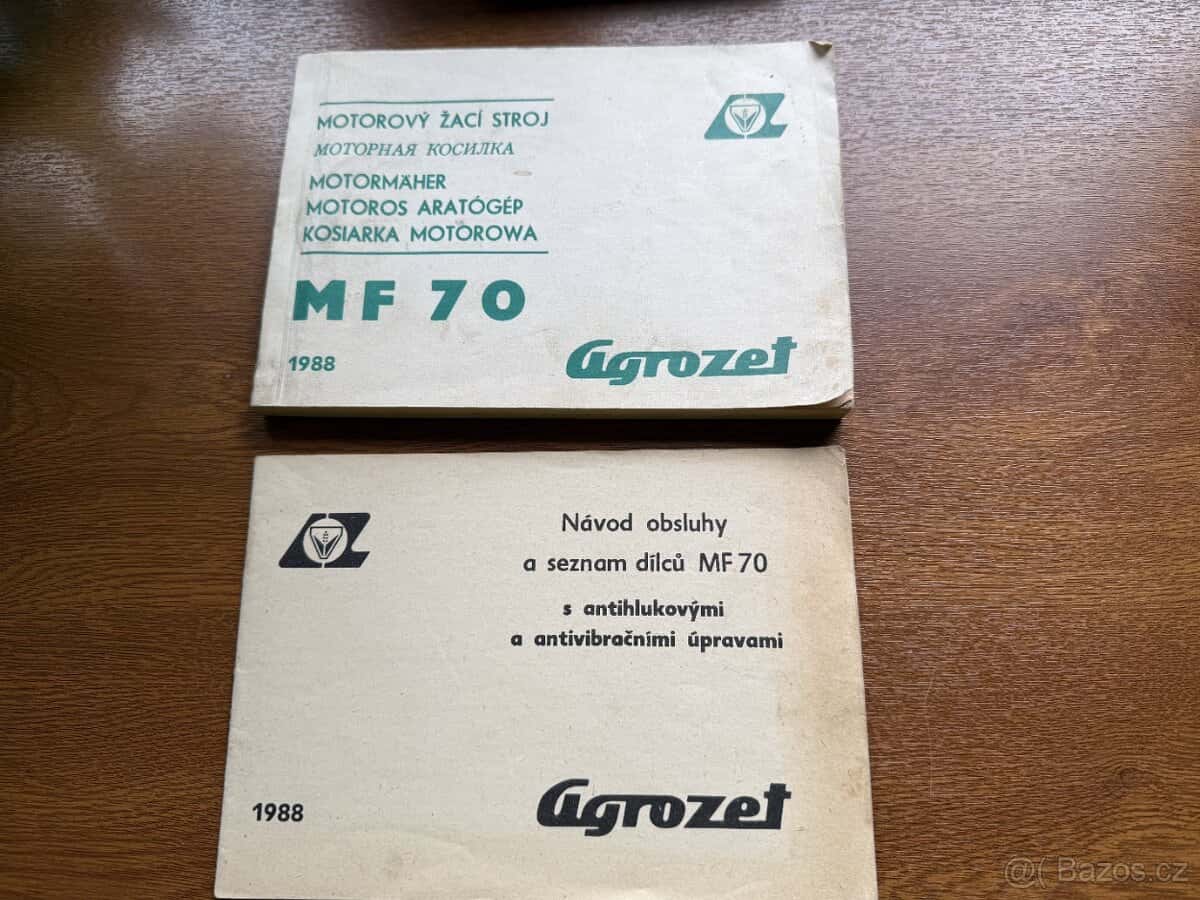 MOTOROVÝ ŽACÍ STROJ
МОТОРНАЯ КОСИЛКА
MOTORMÄHER
MOTOROS ARATÓGÉP
KOSIARKA MOTOROWA
MF 70
1988
Agrozet
Návod obsluhy
a seznam dílců MF 70
s antihlukovými
a antivibračními úpravami
1988
Agrozet
@( Bazos.cz